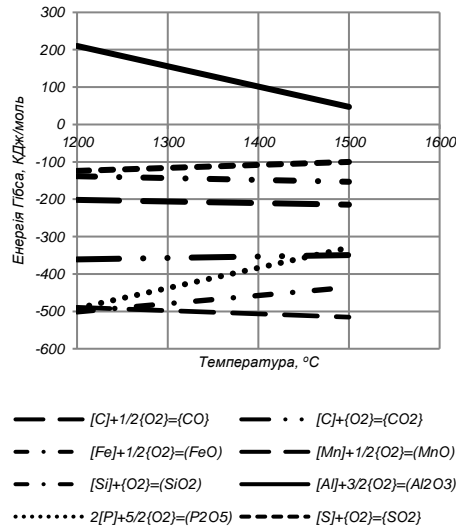 300
200
100
0
1200 1300 1400 1500 1600
-100
-200
-300
-400
-500
-600
Енергія Гібса, КДж/моль
Температура, ºС
[C]+1/2{O2}={CO}
[C]+{O2}={CO2}
[Fe]+1/2{O2}=(FeO)
[Mn]+1/2{O2}=(MnO)
[Si]+{O2}=(SiO2)
[Al]+3/2{O2}=(Al2O3)
2[P]+5/2{O2}=(P2O5)
[S]+{O2}={SO2}